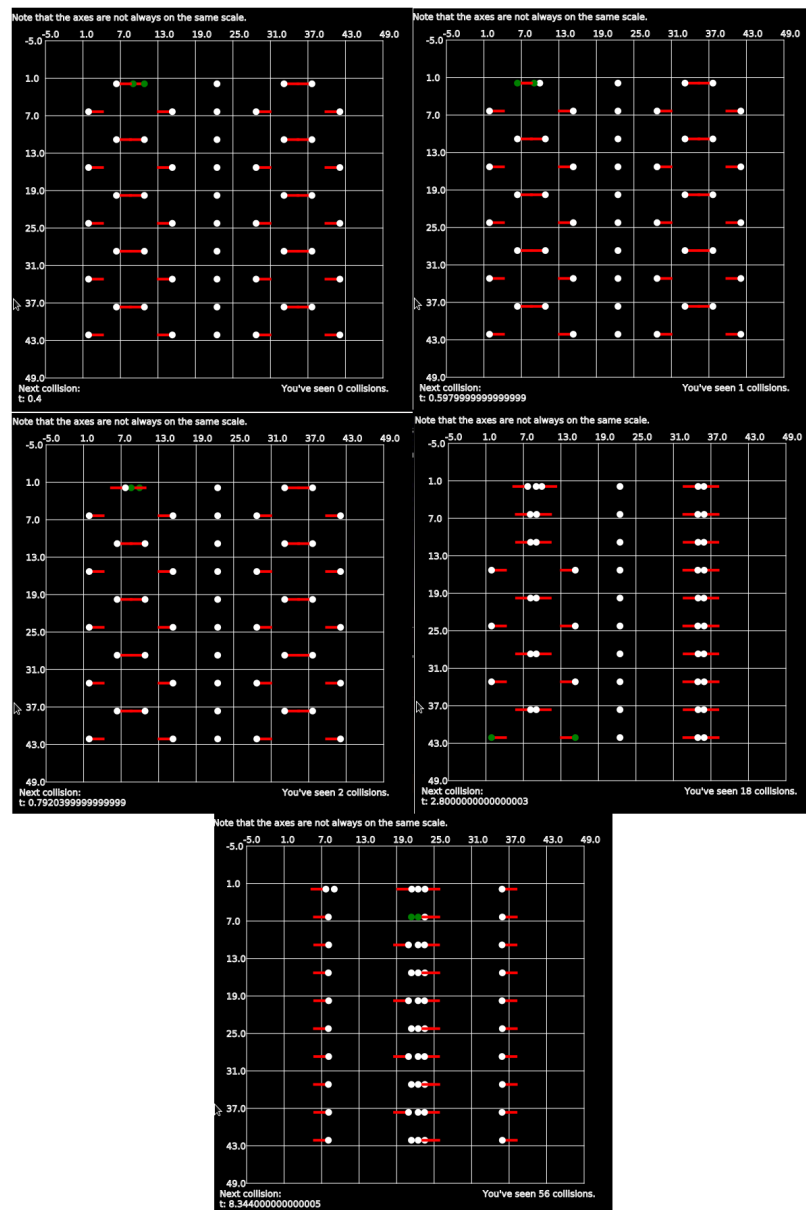 Note that the axes are not always on the same scale.
-5.0 1.0 7.0 13.0 19.0 25.0 31.0 37.0 43.0 49.0
-5.0
1.0
7.0
13.0
19.0
25.0
31.0
37.0
43.0
49.0
Next collision: You've seen 0 collisions.
t: 0.4
Note that the axes are not always on the same scale.
-5.0 1.0 7.0 13.0 19.0 25.0 31.0 37.0 43.0 49.0
-5.0
1.0
7.0
13.0
19.0
25.0
31.0
37.0
43.0
49.0
Next collision: You've seen 1 collisions.
t: 0.5979999999999999
Note that the axes are not always on the same scale.
-5.0 1.0 7.0 13.0 19.0 25.0 31.0 37.0 43.0 49.0
-5.0
1.0
7.0
13.0
19.0
25.0
31.0
37.0
43.0
49.0
Next collision: You've seen 2 collisions.
t: 0.7920399999999999
Note that the axes are not always on the same scale.
-5.0 1.0 7.0 13.0 19.0 25.0 31.0 37.0 43.0 49.0
-5.0
1.0
7.0
13.0
19.0
25.0
31.0
37.0
43.0
49.0
Next collision: You've seen 18 collisions.
t: 2.8000000000000003
Note that the axes are not always on the same scale.
-5.0 1.0 7.0 13.0 19.0 25.0 31.0 37.0 43.0 49.0
-5.0
1.0
7.0
13.0
19.0
25.0
31.0
37.0
43.0
49.0
Next collision: You've seen 56 collisions.
t: 8.344000000000005